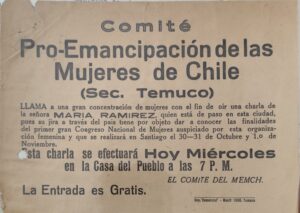 Comité
Pro-Emancipación de las
Mujeres de Chile
(Sec. Temuco)
LLAMA a una gran concentración de mujeres con el fin de oir una charla de
la señora MARIA RAMIREZ, quién está de paso en esta ciudad,
pues su jira a través del país tiene por objeto dar a conocer las finalidades
del primer gran Congreso Nacional de Mujeres auspiciado por esta organiza
ción femenina y que se realizará en Santiago el 30—31 de Octubre y 1.o de
Noviembre.
sta charla se efectuará Hoy Miércoles
en la Casa del Pueblo a las 7 P. M.
EL COMITE DEL MEMCH.
La Entrada es Gratis.
Temuco